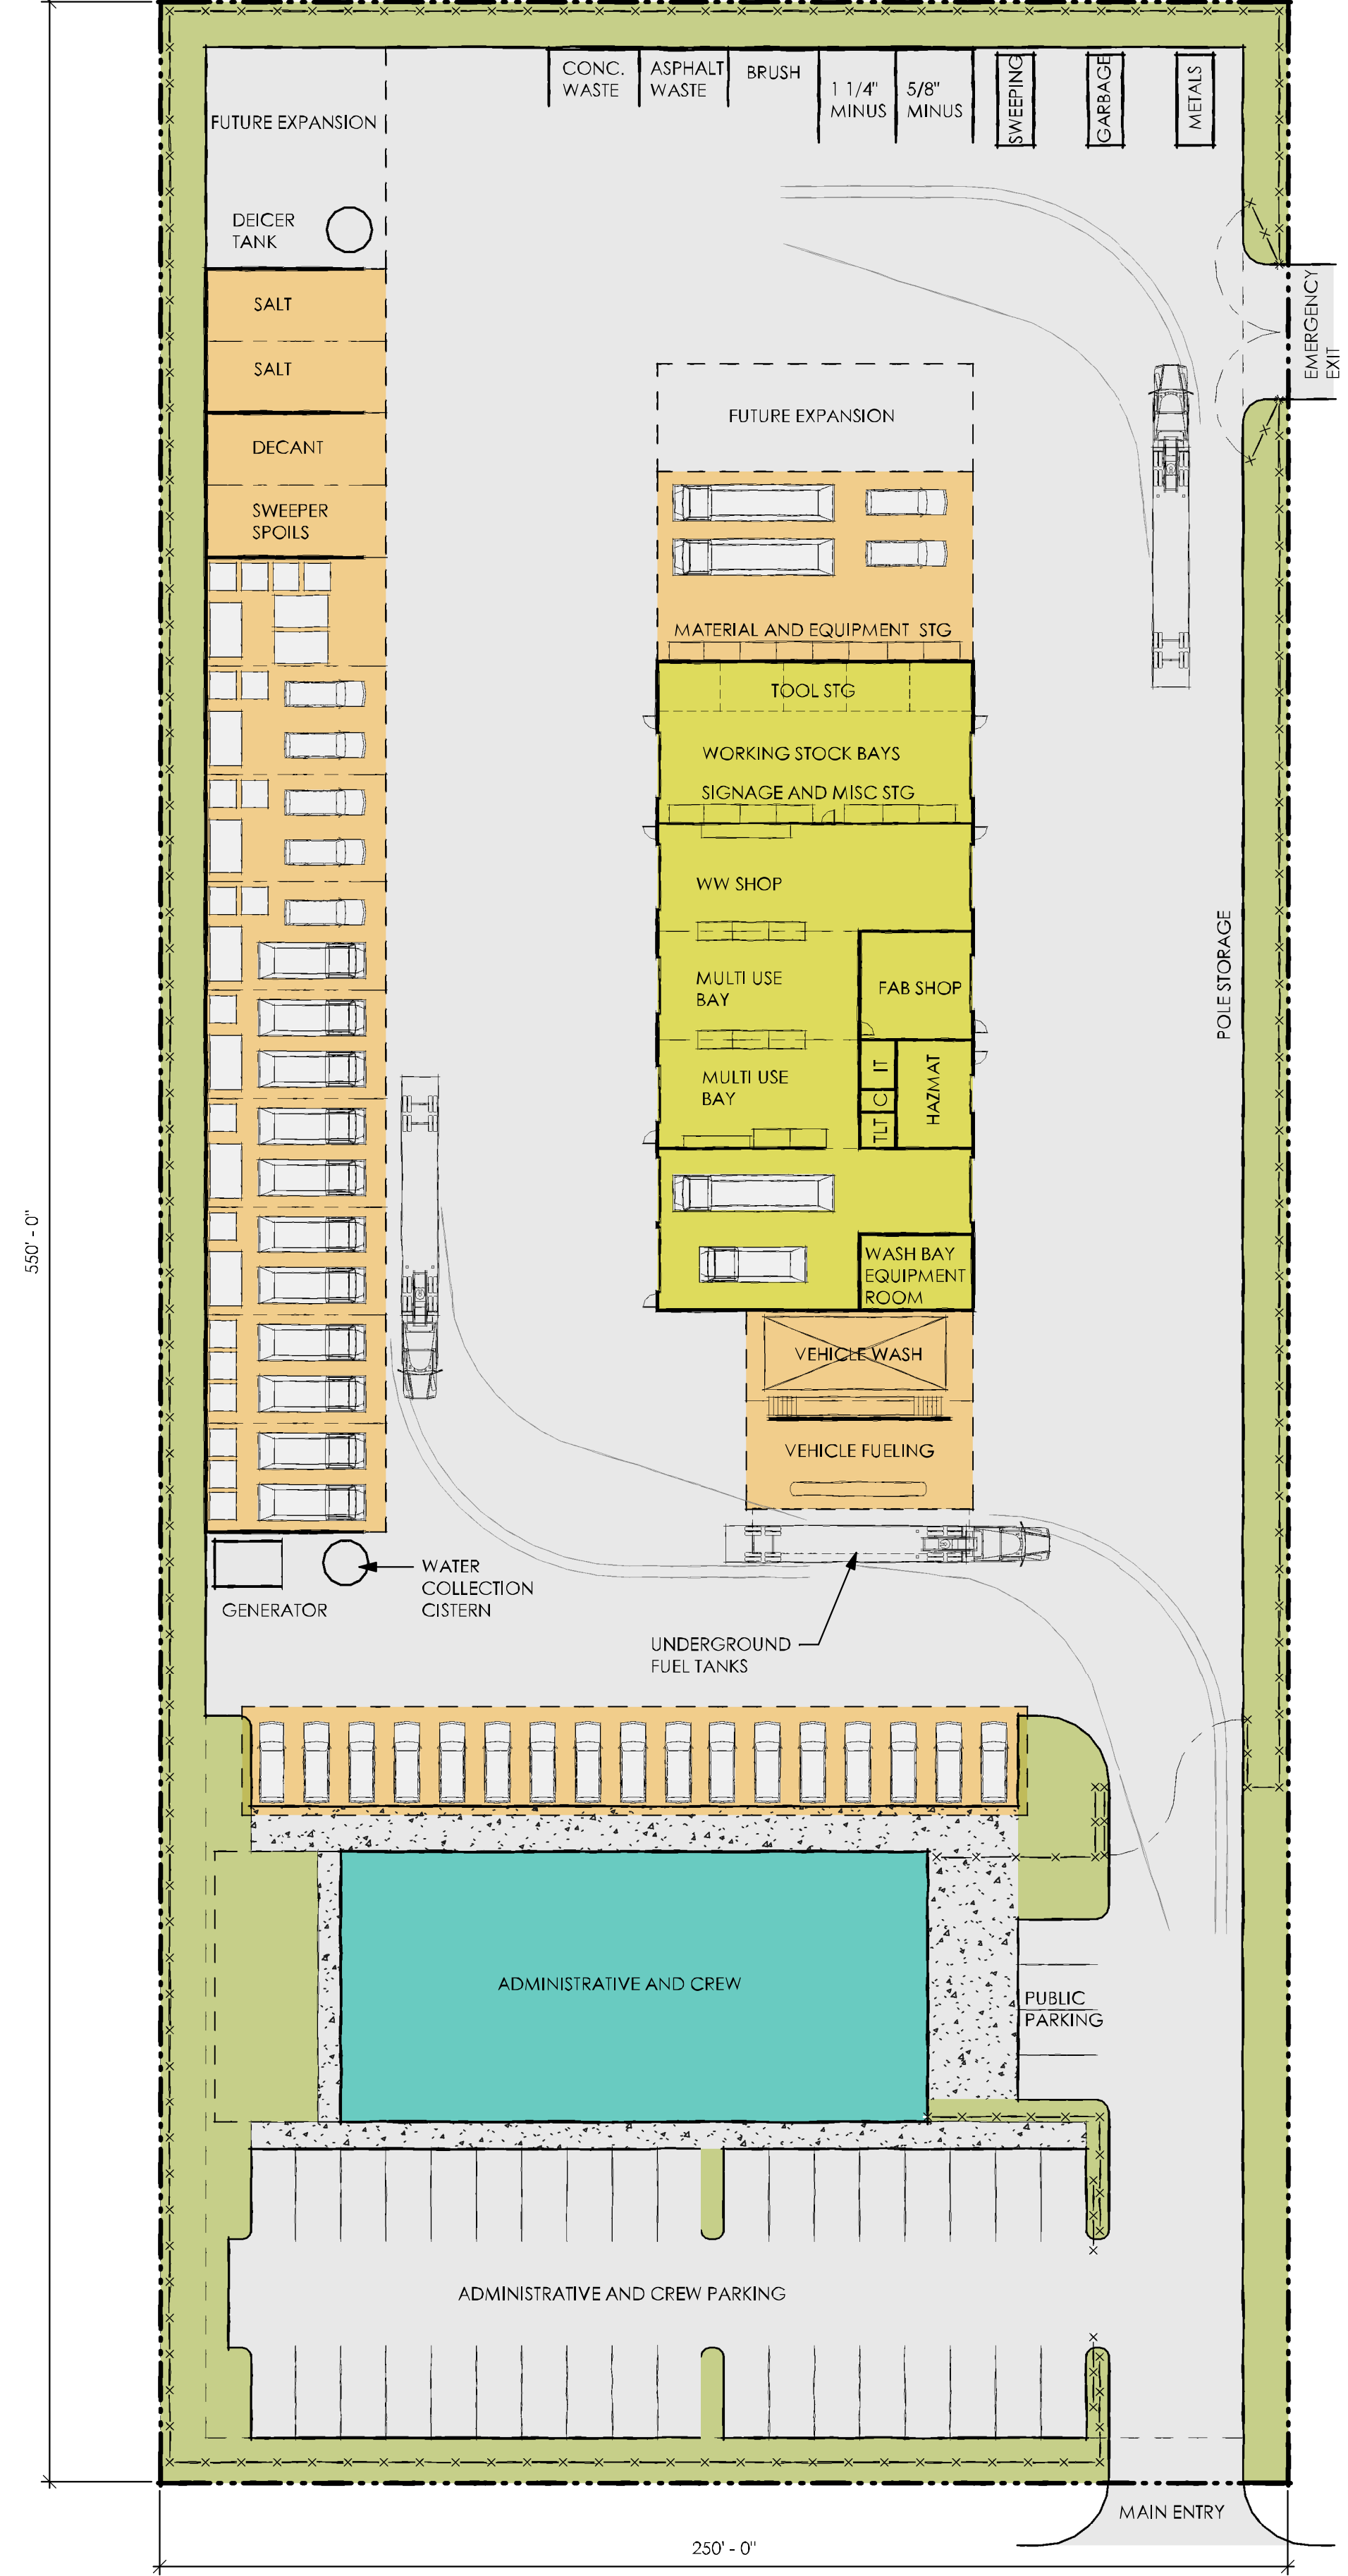 CONC.
WASTE
ASPHALT
WASTE
BRUSH
1 1/4"
MINUS
5/8"
MINUS
SWEEPING
GARBAGE
METALS
FUTURE EXPANSION
DEICER
TANK
SALT
SALT
DECANT
SWEEPER
SPOILS
EMERGENCY
EXIT
FUTURE EXPANSION
MATERIAL AND EQUIPMENT STG
TOOL STG
WORKING STOCK BAYS
SIGNAGE AND MISC STG
WW SHOP
MULTI USE
BAY
FAB SHOP
POLE STORAGE
MULTI USE
BAY
IT
C
TLT
HAZMAT
WASH BAY
EQUIPMENT
ROOM
550' - 0"
VEHICLE WASH
VEHICLE FUELING
GENERATOR
WATER
COLLECTION
CISTERN
UNDERGROUND
FUEL TANKS
ADMINISTRATIVE AND CREW
PUBLIC
PARKING
ADMINISTRATIVE AND CREW PARKING
MAIN ENTRY
250' - 0"